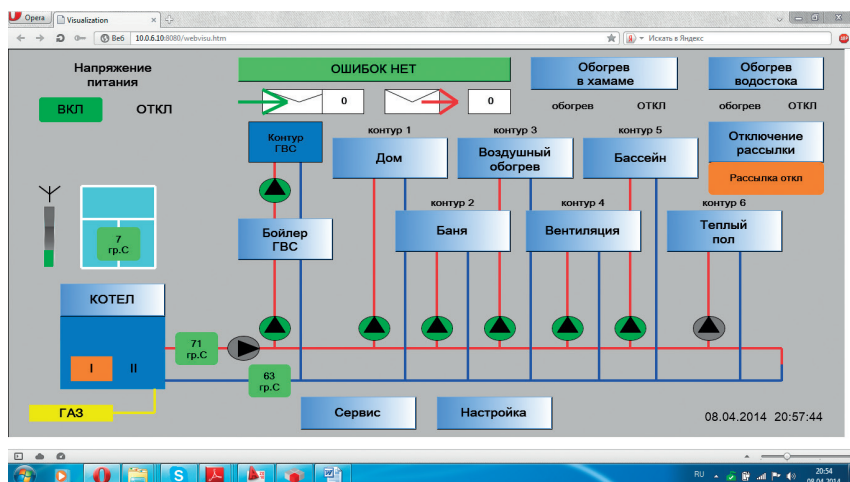 Opera
Visualization
Веб
10.0.6.10:8080/webvisu.htm
Искать в Яндекс
Напряжение
питания
ВКЛ
ОТКЛ
ОШИБОК НЕТ
0
0
Обогрев
в хамаме
обогрев
ОТКЛ
Обогрев
водостока
обогрев
ОТКЛ
Отключение
рассылки
Рассылка откл
Контур
ГВС
контур 1
Дом
контур 3
Воздушный
обогрев
контур 5
Бассейн
Бойлер
ГВС
контур 2
Баня
контур 4
Вентиляция
контур 6
Теплый
пол
7
гр.С
КОТЕЛ
I
II
71
гр.С
63
гр.С
ГАЗ
Сервис
Настройка
08.04.2014 20:57:44
RU
20:54
08.04.2014